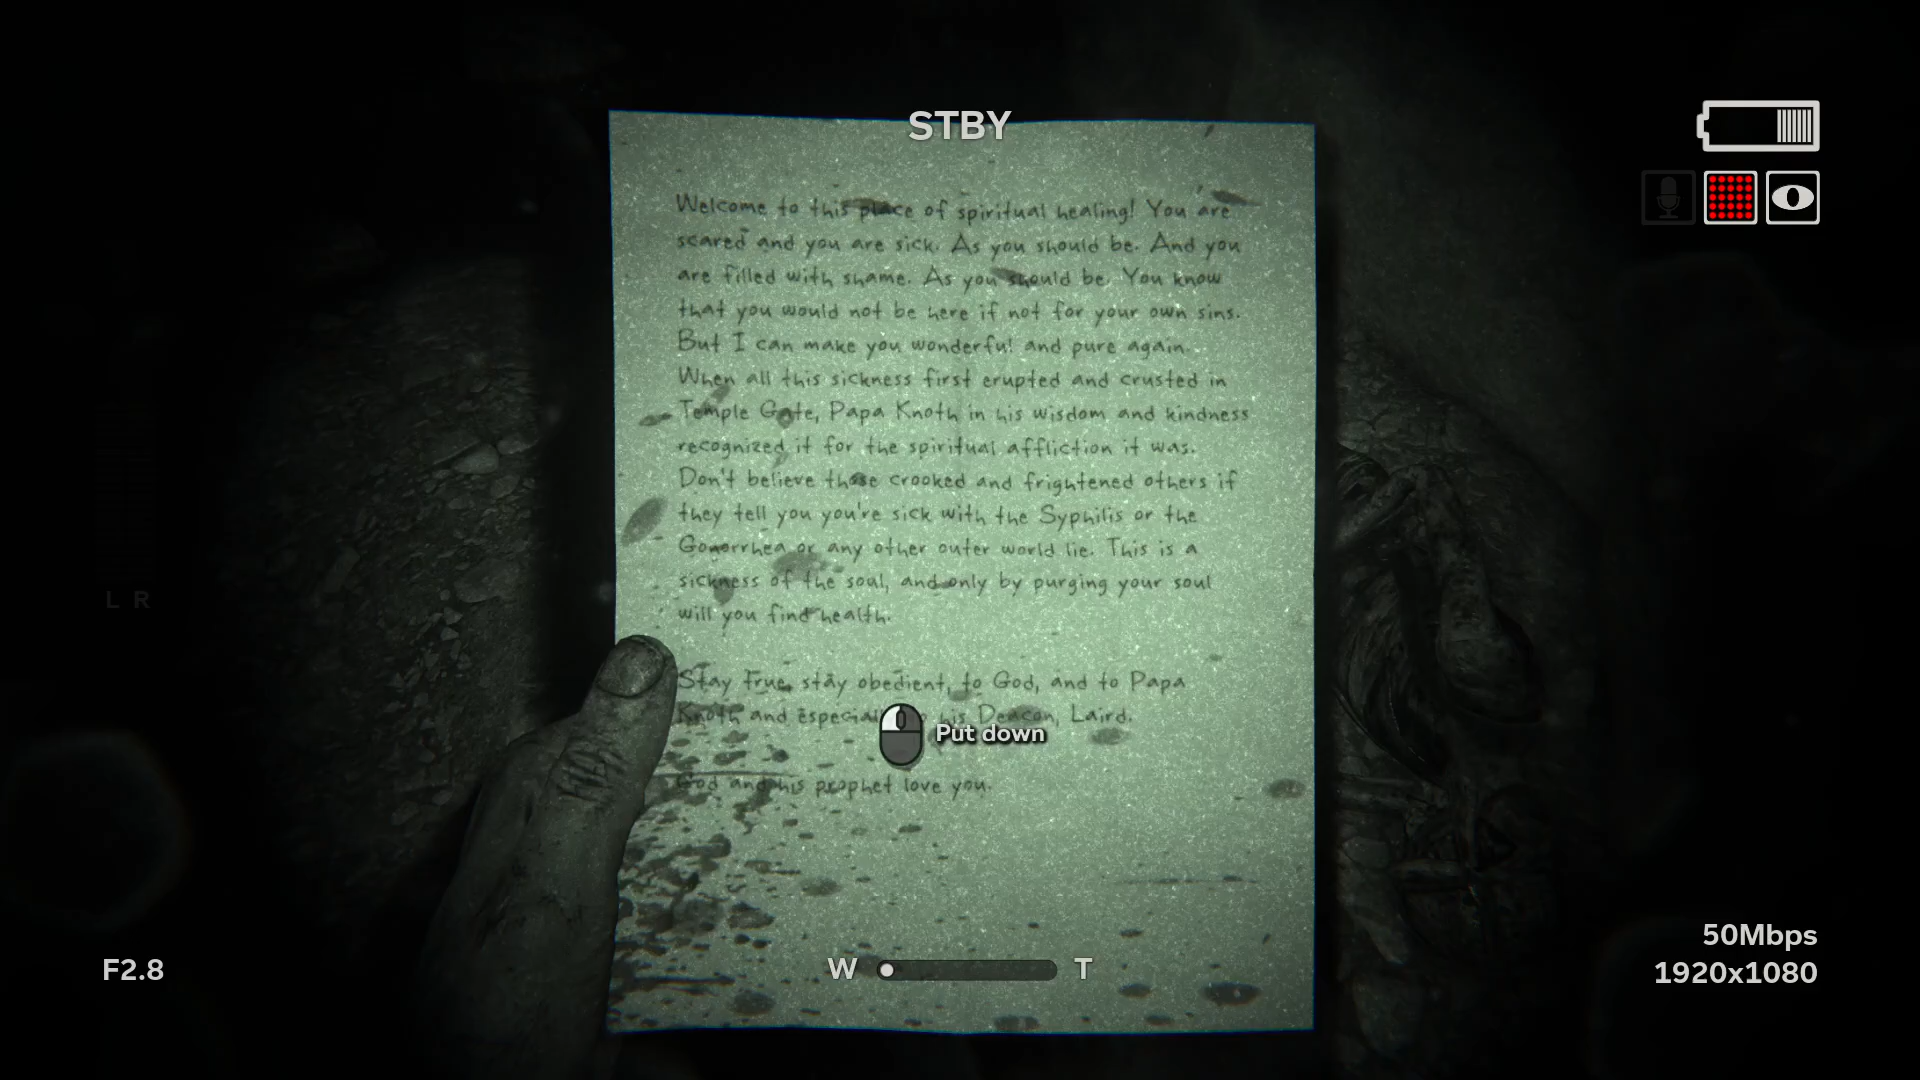 STBY
Welcome to this place of spiritual healing! You are
scared and you are sick. As you should be. And you
are filled with shame. As you should be. You know
that you would not be here if not for your own sins.
But I can make you wonderful and pure again.
When all this sickness first erupted and crusted in
Temple Gate, Papa Knoth in his wisdom and kindness
recognized it for the spiritual affliction it was.
Don't believe those crooked and frightened others if
they tell you you're sick with the Syphilis or the
Gonorrhea or any other outer world lie. This is a
sickness of the soul, and only by purging your soul
will you find health.
Stay true, stay obedient, to God, and to Papa
Knoth and especially his Deacon, Laird.
Put down
God and his prophet love you.
L R
F2.8
W T
50Mbps
1920x1080